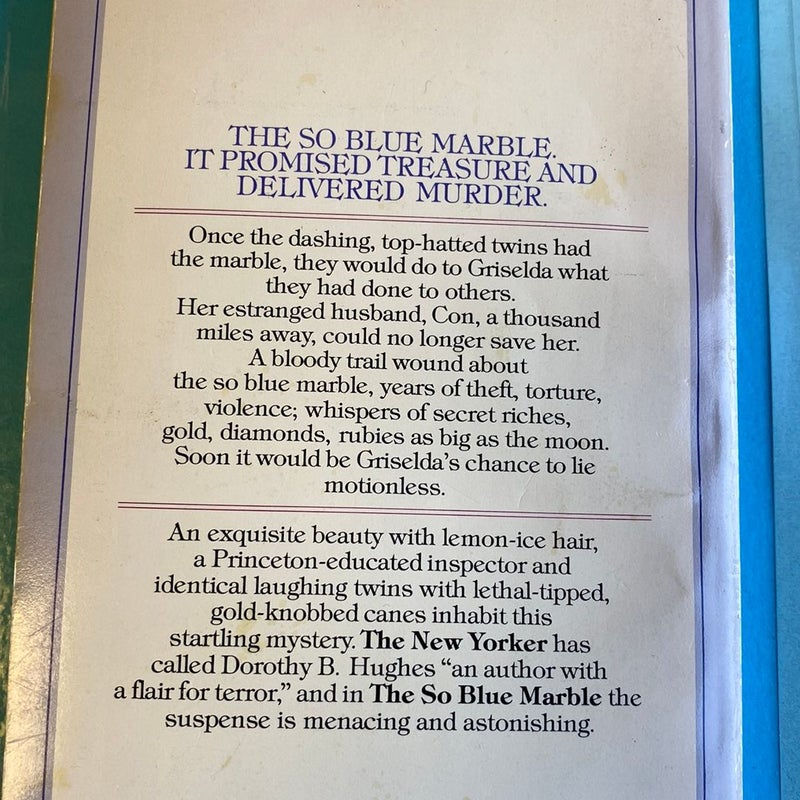 THE SO BLUE MARBLE.
IT PROMISED TREASURE AND
DELIVERED MURDER.
Once the dashing, top-hatted twins had
the marble, they would do to Griselda what
they had done to others.
Her estranged husband, Con, a thousand
miles away, could no longer save her.
A bloody trail wound about
the so blue marble, years of theft, torture,
violence; whispers of secret riches,
gold, diamonds, rubies as big as the moon.
Soon it would be Griselda's chance to lie
motionless.
An exquisite beauty with lemon-ice hair,
a Princeton-educated inspector and
identical laughing twins with lethal-tipped,
gold-knobbed canes inhabit this
startling mystery. The New Yorker has
called Dorothy B. Hughes “an author with
a flair for terror,” and in The So Blue Marble the
suspense is menacing and astonishing.